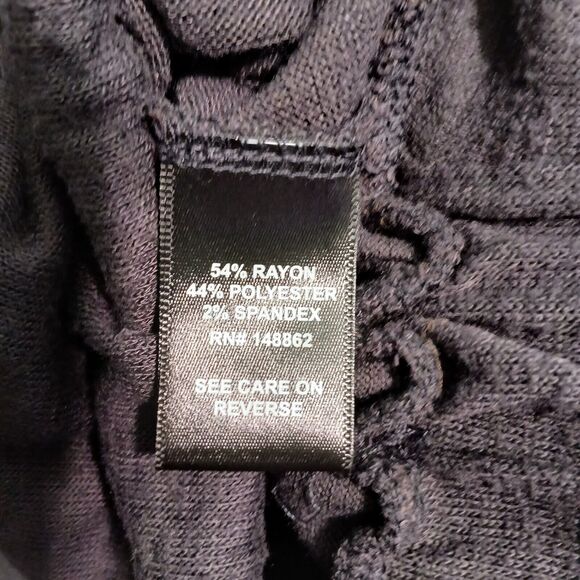 54% RAYON
44% POLYESTER
2% SPANDEX
RN# 148862
SEE CARE ON
REVERSE